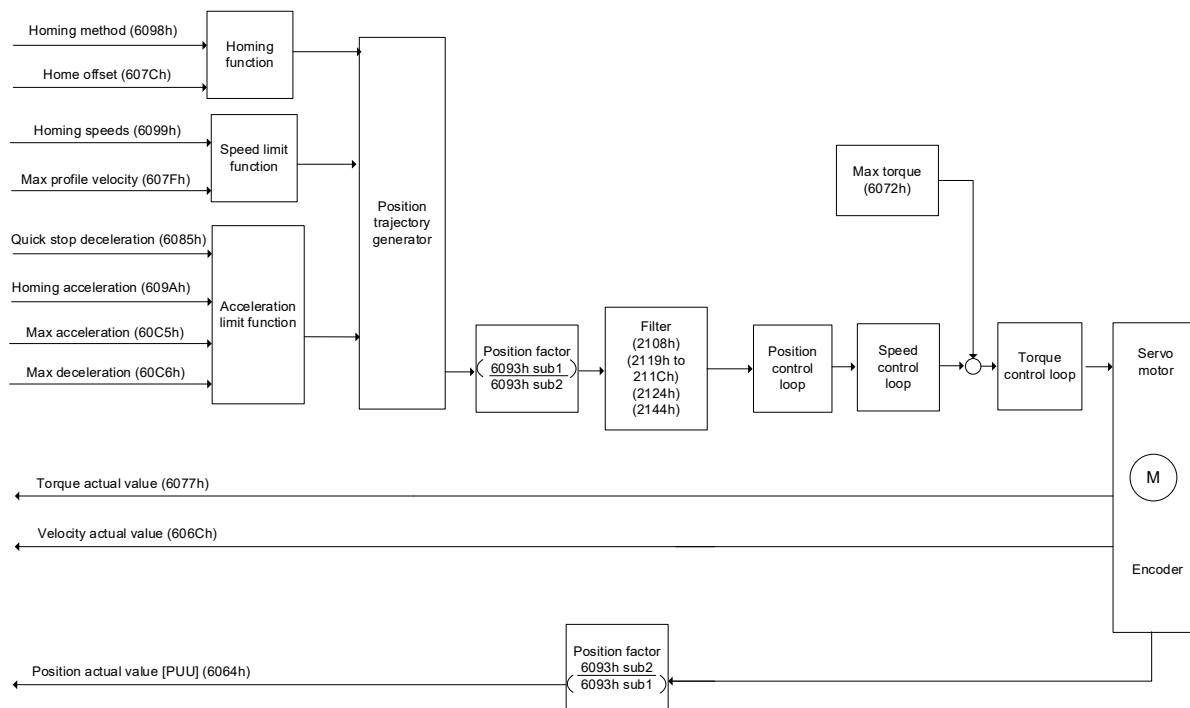 Homing method (6098h)
Home offset (607Ch)
Homing
function
Homing speeds (6099h)
Max profile velocity (607Fh)
Speed limit
function
Quick stop deceleration (6085h)
Homing acceleration (609Ah)
Max acceleration (60C5h)
Max deceleration (60C6h)
Acceleration
limit function
Position
trajectory
generator
Position factor
(6093h sub1
6093h sub2)
Filter
(2108h)
(2119h to
211Ch)
(2124h)
(2144h)
Position
control
loop
Speed
control
loop
Max torque
(6072h)
Torque
control loop
Servo
motor
M
Encoder
Torque actual value (6077h)
Velocity actual value (606Ch)
Position actual value [PUU] (6064h)
Position factor
(6093h sub2
6093h sub1)